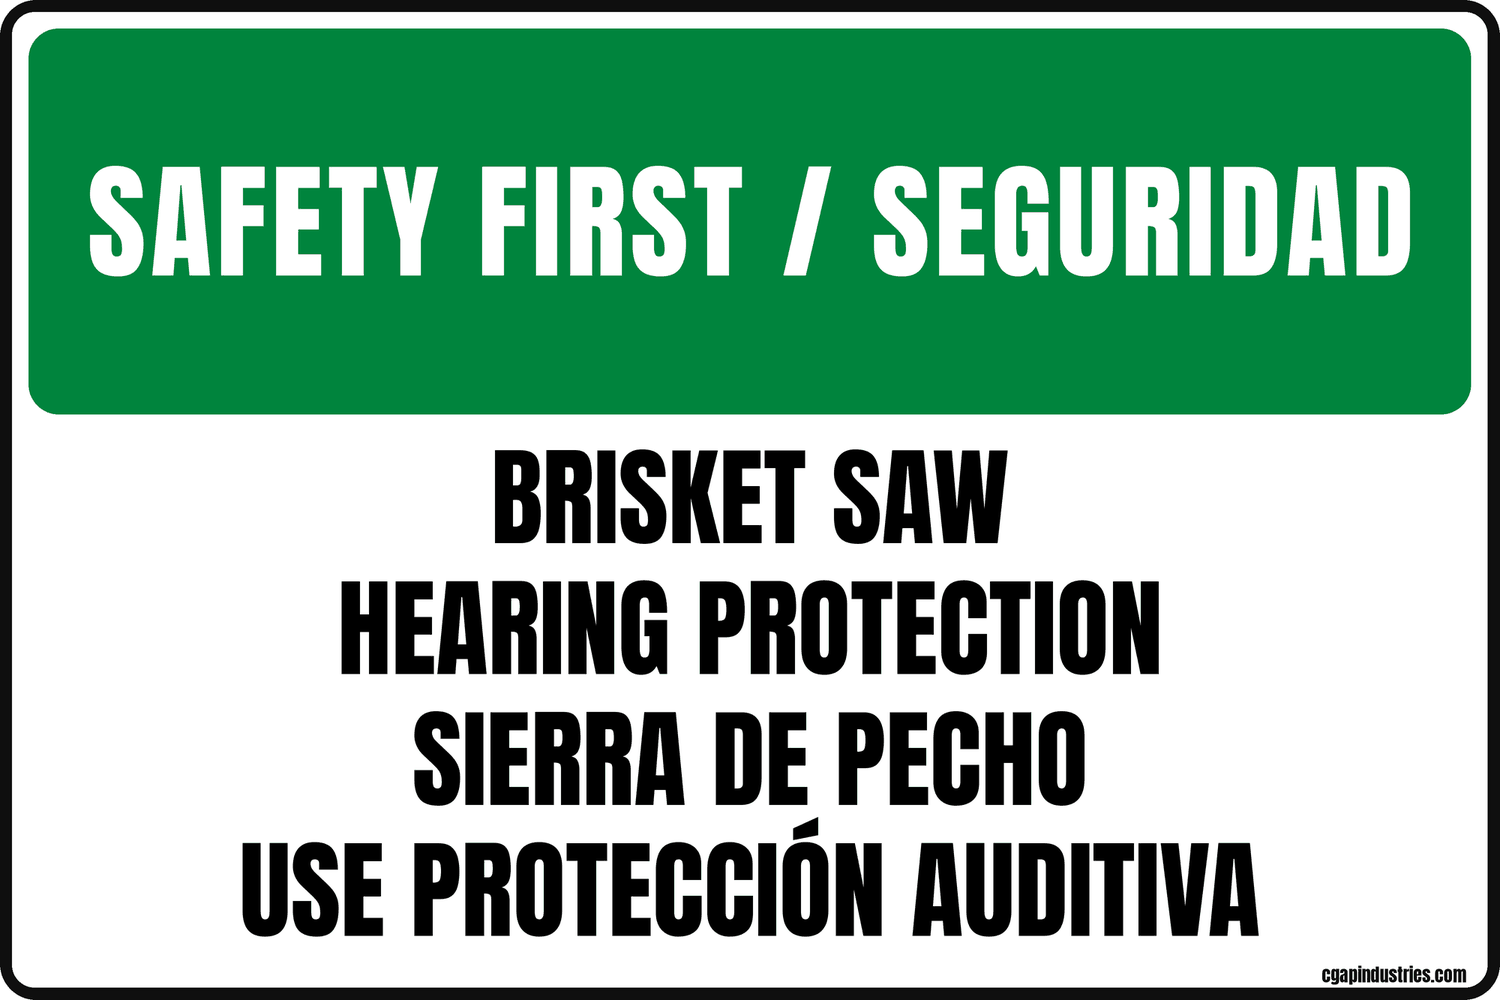 SAFETY FIRST / SEGURIDAD
BRISKET SAW
HEARING PROTECTION
SIERRA DE PECHO
USE PROTECCIÓN AUDITIVA
cgapindustries.com